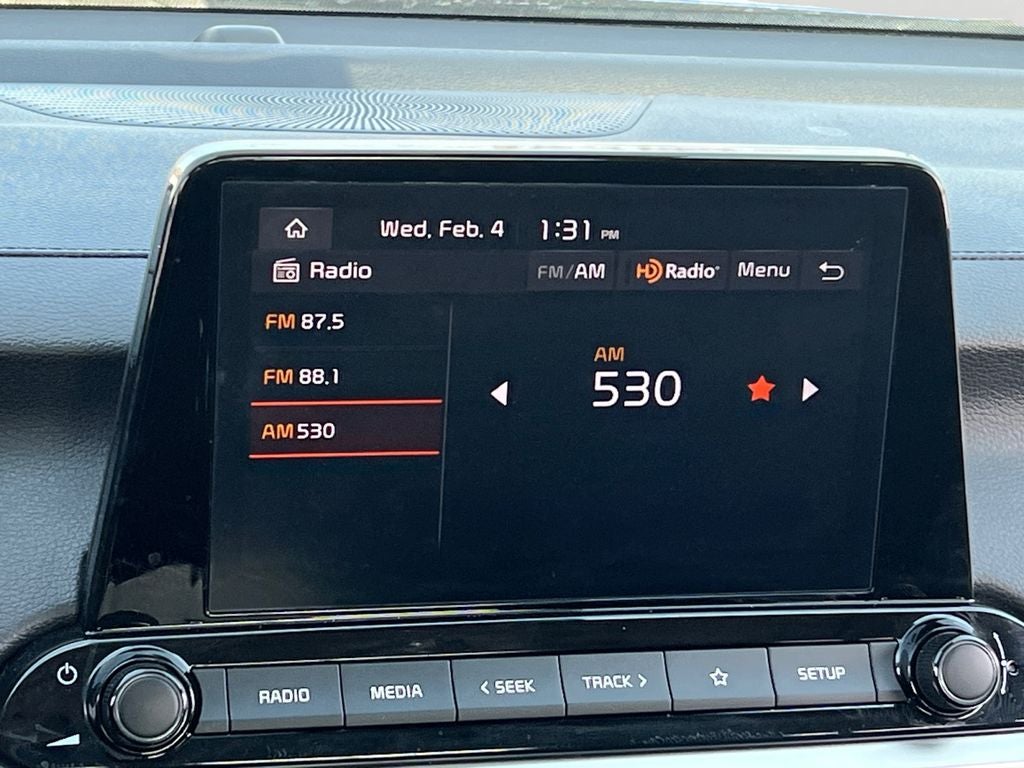 Wed, Feb. 4 1:31 PM
Radio FM/AM HD Radio Menu
FM 87.5
FM 88.1
AM 530
AM
530
RADIO MEDIA < SEEK TRACK > SETUP